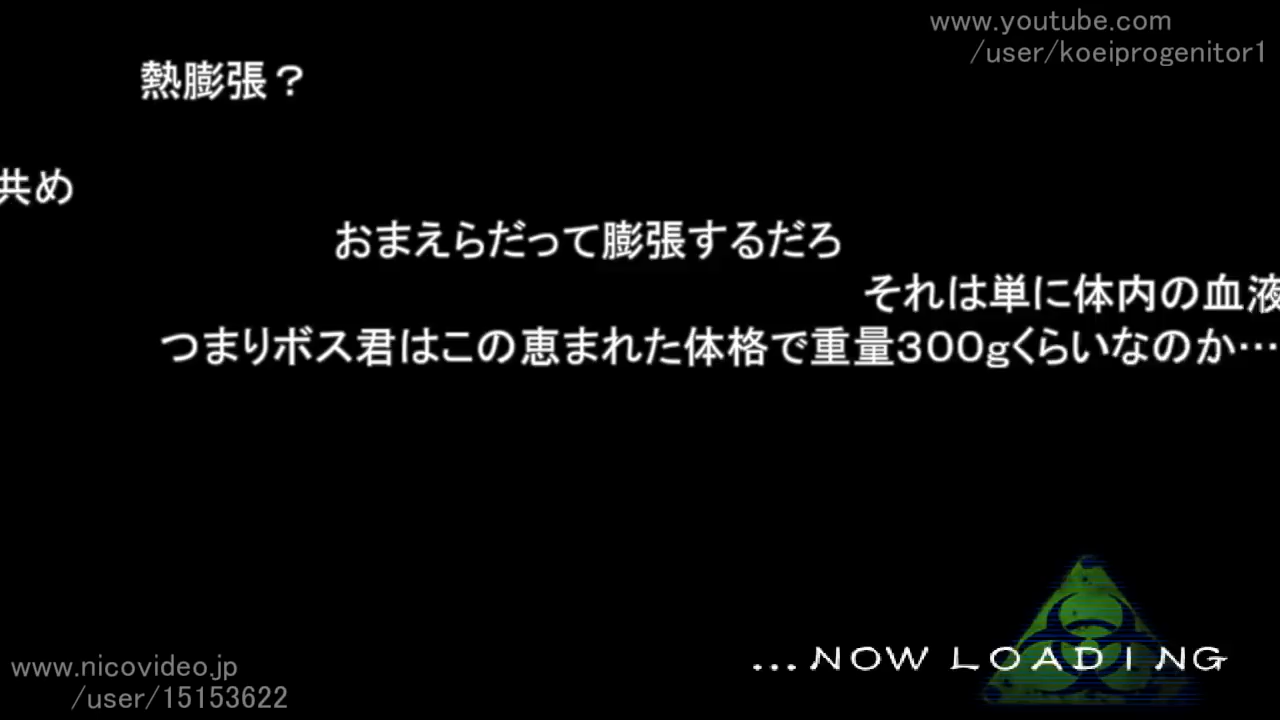 www.youtube.com
/user/koeiprogenitor1
熱膨張？
共め
おまえらだって膨張するだろ
それは単に体内の血液
つまりボス君はこの恵まれた体格で重量300gくらいなのか…
...NOW LOADING
www.nicovideo.jp
/user/15153622